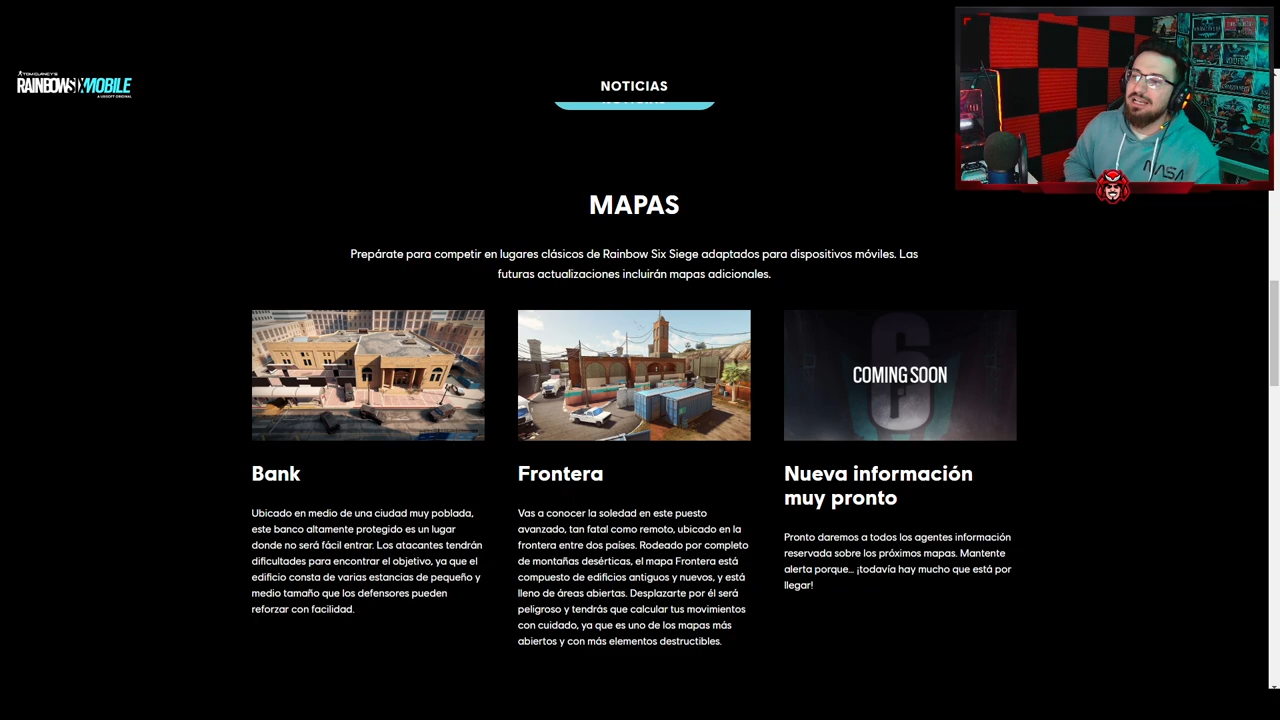 TOM CLANCY'S
RAINBOWSIX MOBILE
A UBISOFT ORIGINAL
NOTICIAS
NOTICIAS
NASA
MAPAS
Prepárate para competir en lugares clásicos de Rainbow Six Siege adaptados para dispositivos móviles. Las
futuras actualizaciones incluirán mapas adicionales.
6
COMING SOON
Bank
Ubicado en medio de una ciudad muy poblada,
este banco altamente protegido es un lugar
donde no será fácil entrar. Los atacantes tendrán
dificultades para encontrar el objetivo, ya que el
edificio consta de varias estancias de pequeño y
medio tamaño que los defensores pueden
reforzar con facilidad.
Frontera
Vas a conocer la soledad en este puesto
avanzado, tan fatal como remoto, ubicado en la
frontera entre dos países. Rodeado por completo
de montañas desérticas, el mapa Frontera está
compuesto de edificios antiguos y nuevos, y está
lleno de áreas abiertas. Desplazarte por él será
peligroso y tendrás que calcular tus movimientos
con cuidado, ya que es uno de los mapas más
abiertos y con más elementos destructibles.
Nueva información
muy pronto
Pronto daremos a todos los agentes información
reservada sobre los próximos mapas. Mantente
alerta porque... ¡todavía hay mucho que está por
llegar!